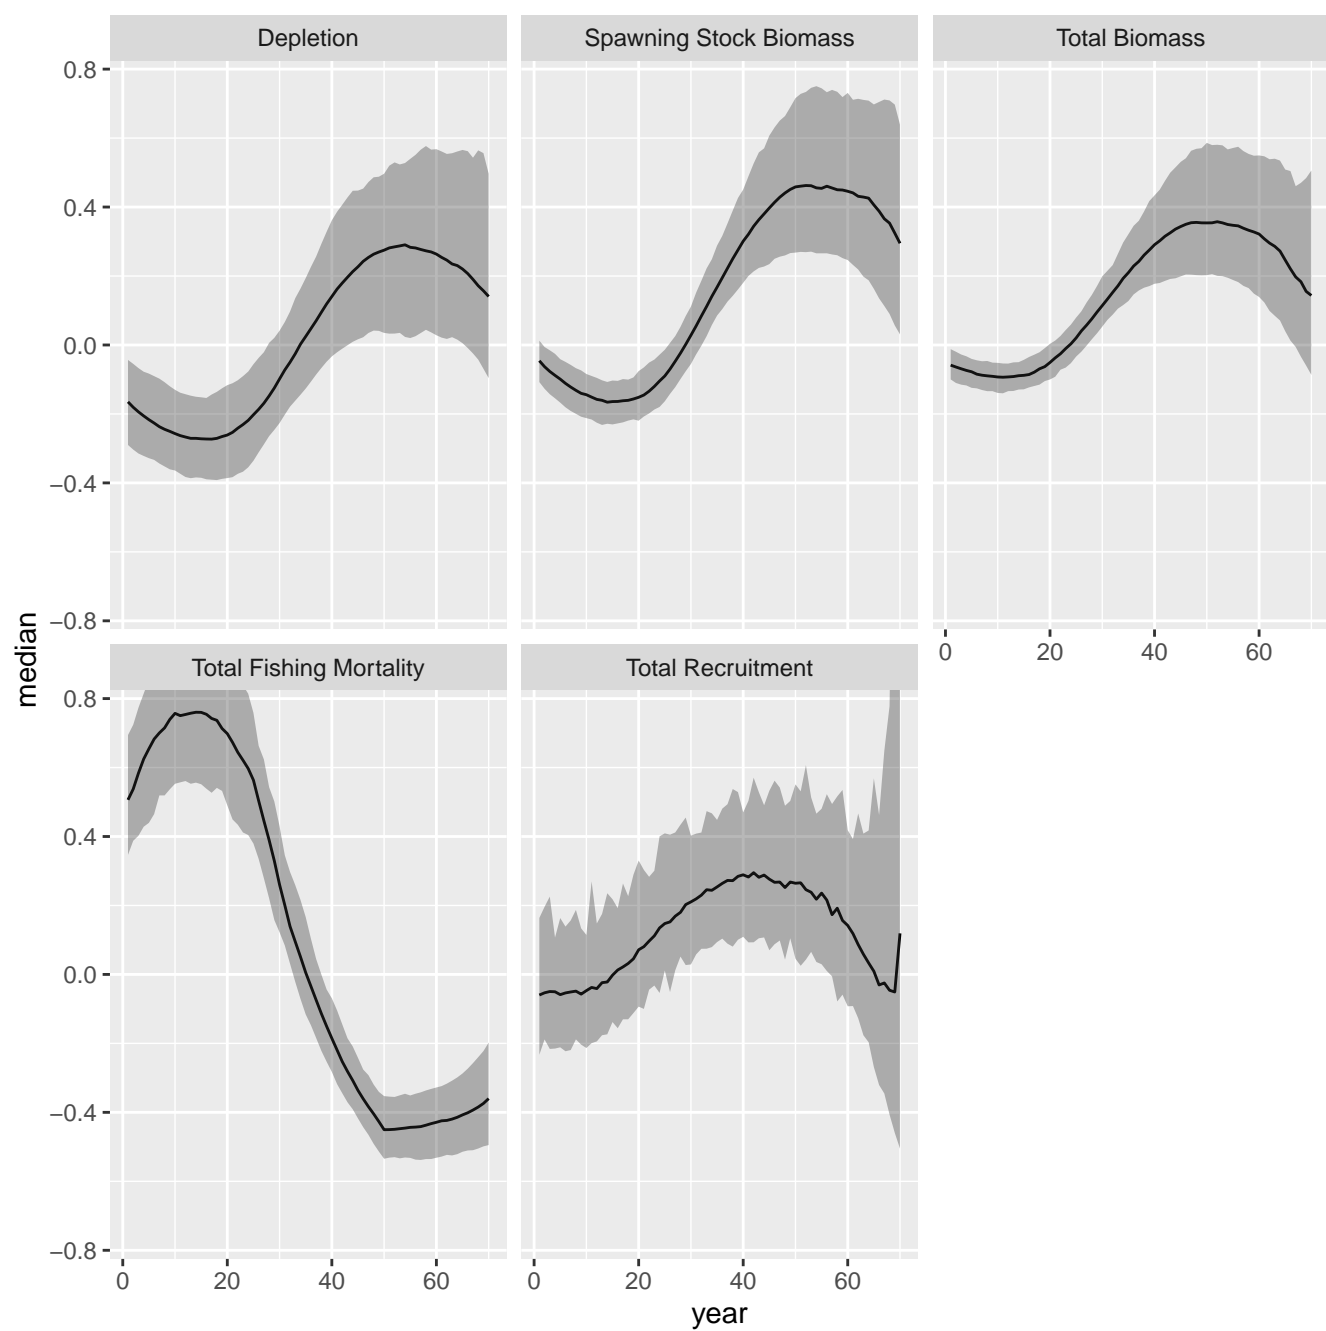 Depletion
Spawning Stock Biomass
Total Biomass
0.8
0.4
0.0
−0.4
−0.8
0 20 40 60
median
Total Fishing Mortality
Total Recruitment
0.8
0.4
0.0
−0.4
−0.8
0 20 40 60
0 20 40 60
year